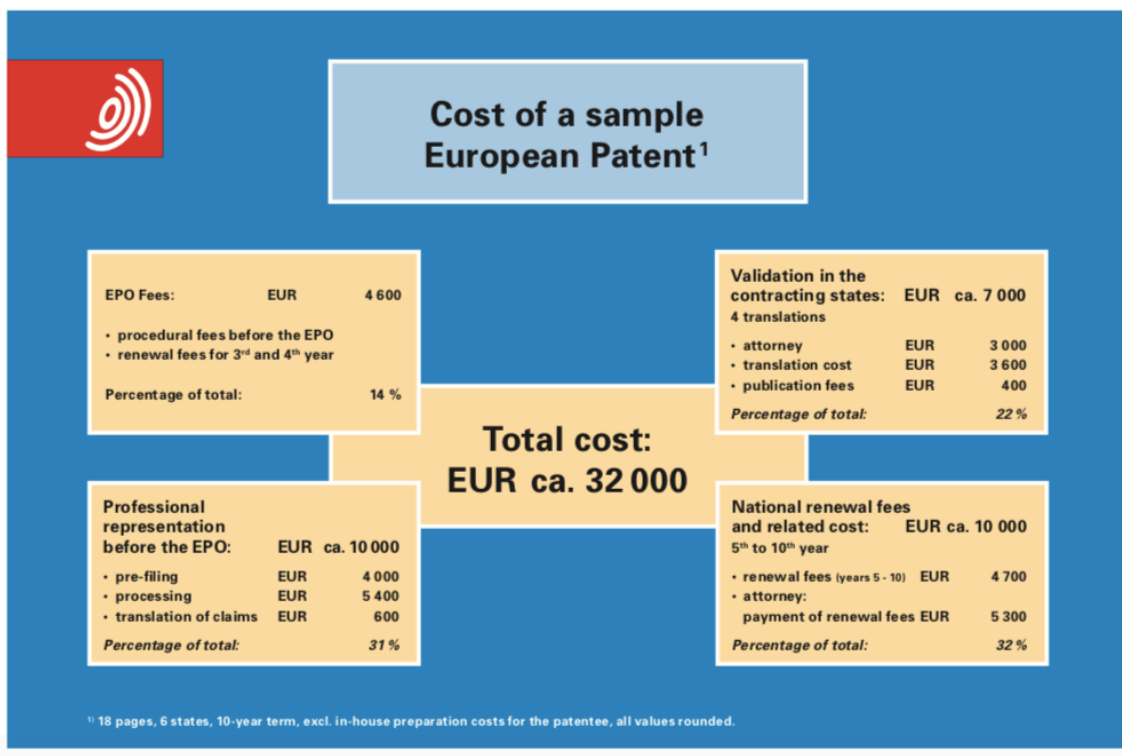 Cost of a sample
European Patent¹
EPO Fees: EUR 4 600
• procedural fees before the EPO
• renewal fees for 3rd and 4th year
Percentage of total: 14 %
Validation in the
contracting states: EUR ca. 7 000
4 translations
• attorney EUR 3 000
• translation cost EUR 3 600
• publication fees EUR 400
Percentage of total: 22 %
Total cost:
EUR ca. 32 000
Professional
representation
before the EPO: EUR ca. 10 000
• pre-filing EUR 4 000
• processing EUR 5 400
• translation of claims EUR 600
Percentage of total: 31 %
National renewal fees
and related cost: EUR ca. 10 000
5th to 10th year
• renewal fees (years 5 - 10) EUR 4 700
• attorney:
payment of renewal fees EUR 5 300
Percentage of total: 32 %
¹⁾ 18 pages, 6 states, 10-year term, excl. in-house preparation costs for the patentee, all values rounded.